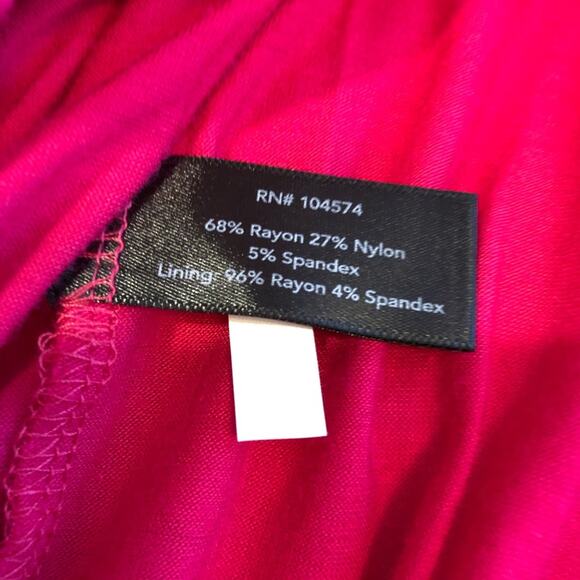 RN# 104574
68% Rayon 27% Nylon
5% Spandex
Lining: 96% Rayon 4% Spandex